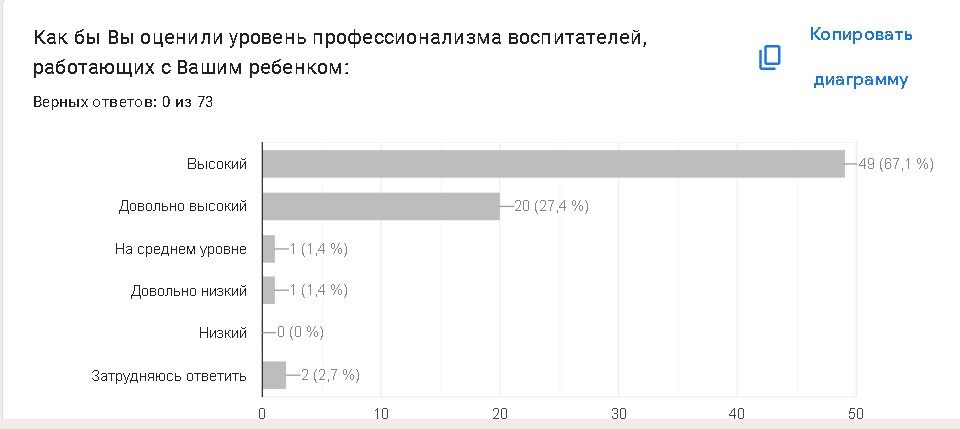 Как бы Вы оценили уровень профессионализма воспитателей,
работающих с Вашим ребенком:
Верных ответов: 0 из 73
Копировать
диаграмму
Высокий
49 (67,1 %)
Довольно высокий
20 (27,4 %)
На среднем уровне
1 (1,4 %)
Довольно низкий
1 (1,4 %)
Низкий
0 (0 %)
Затрудняюсь ответить
2 (2,7 %)
0 10 20 30 40 50